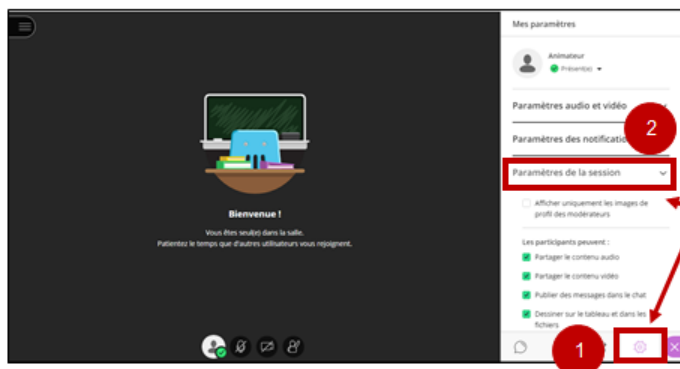 Mes paramètres
Animateur
Présent(e)
Paramètres audio et vidéo
2
Paramètres des notification
Paramètres de la session
Afficher uniquement les images de
profil des modérateurs
Bienvenue !
Vous êtes seul(e) dans la salle.
Patientez le temps que d'autres utilisateurs vous rejoignent.
Les participants peuvent :
Partager le contenu audio
Partager le contenu vidéo
Publier des messages dans le chat
Dessiner sur le tableau et dans les
fichiers
1